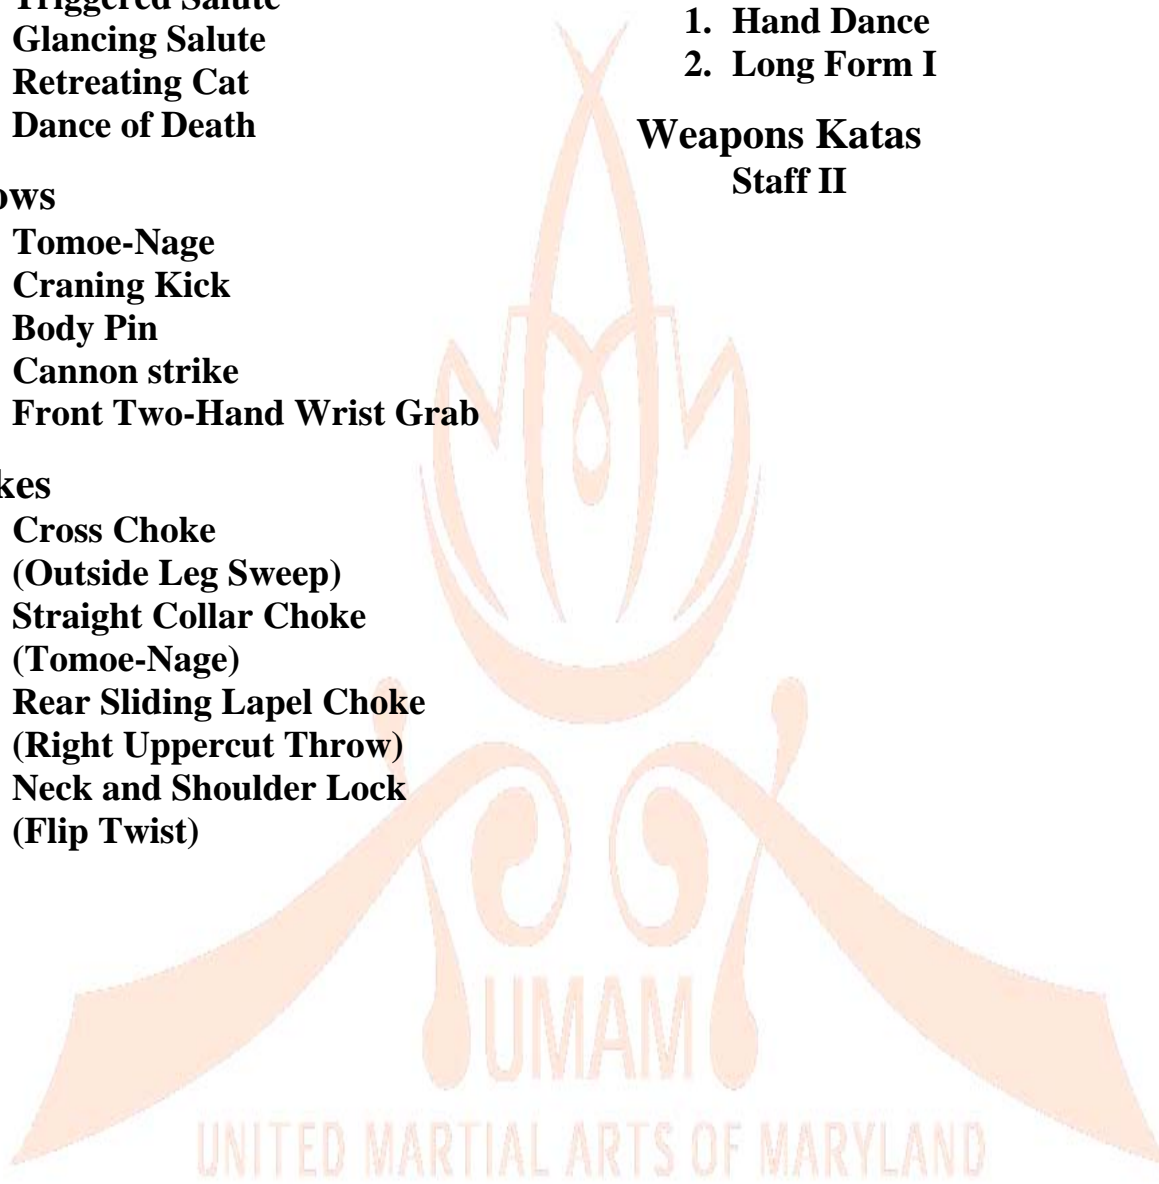 Triggered Salute
Glancing Salute
Retreating Cat
Dance of Death
ows
Tomoe-Nage
Craning Kick
Body Pin
Cannon strike
Front Two-Hand Wrist Grab
kes
Cross Choke
(Outside Leg Sweep)
Straight Collar Choke
(Tomoe-Nage)
Rear Sliding Lapel Choke
(Right Uppercut Throw)
Neck and Shoulder Lock
(Flip Twist)
1. Hand Dance
2. Long Form I
Weapons Katas
Staff II
UMAM
UNITED MARTIAL ARTS OF MARYLAND